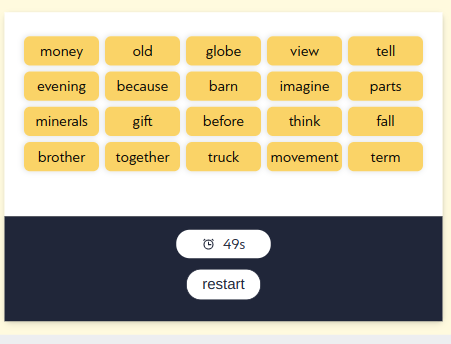 money old globe view tell
evening because barn imagine parts
minerals gift before think fall
brother together truck movement term
49s
restart